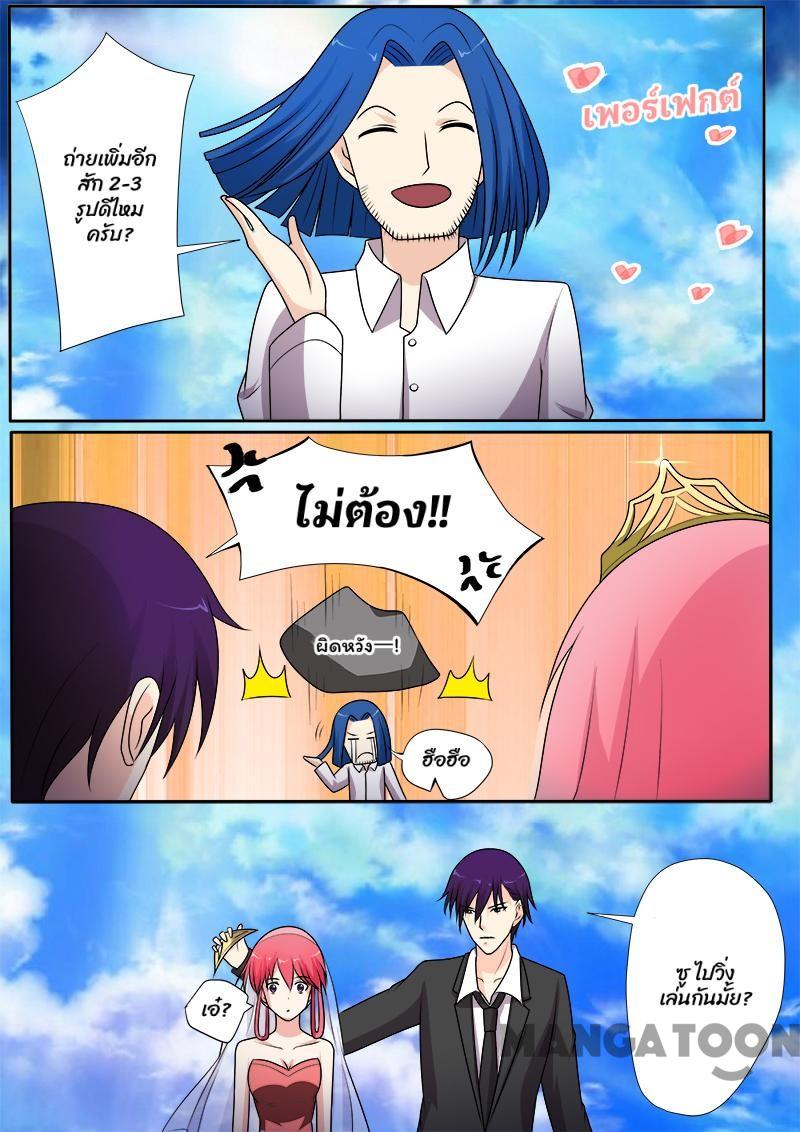 ถ่ายเพิ่มอีก
สัก 2-3
รูปดีไหม
ครับ?
เพอร์เฟกต์
ไม่ต้อง!!
ผิดหวัง—!
ฮือฮือ
เอ๋?
ซู ไปวิ่ง
เล่นกันมั้ย?
MANGATOON